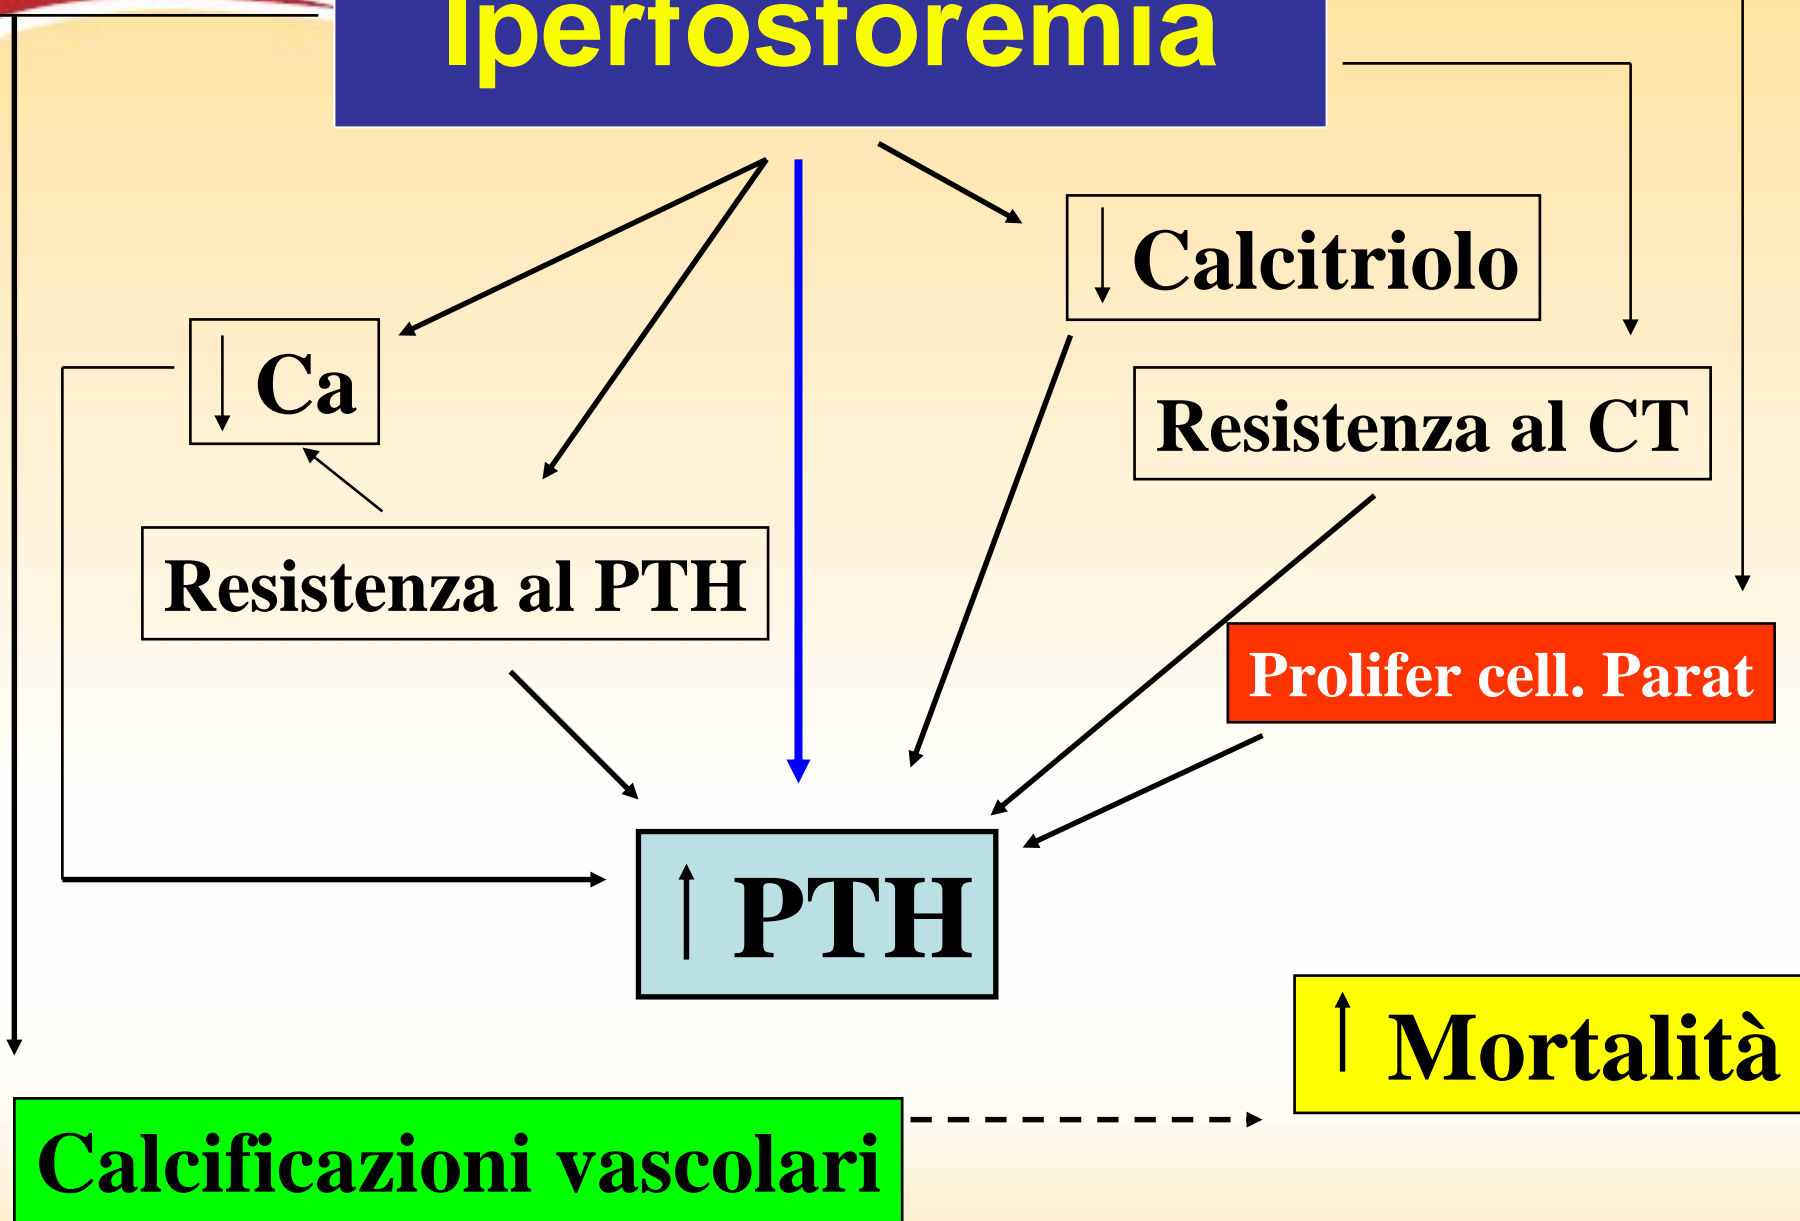 Iperfosforemia
↓ Calcitriolo
↓ Ca
Resistenza al CT
Resistenza al PTH
Prolifer cell. Parat
↑ PTH
↑ Mortalità
Calcificazioni vascolari